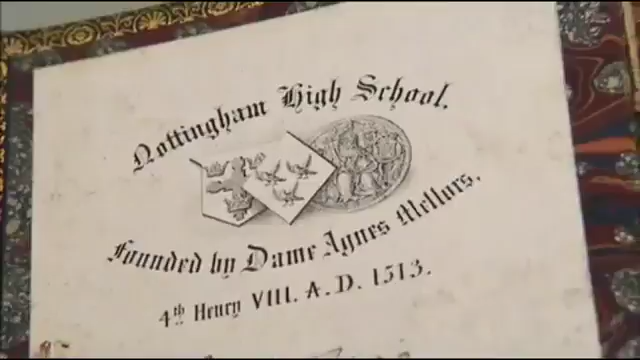 Nottingham High School.
Founded by Dame Agnes Mellors.
4th Henry VIII. A.D. 1513.